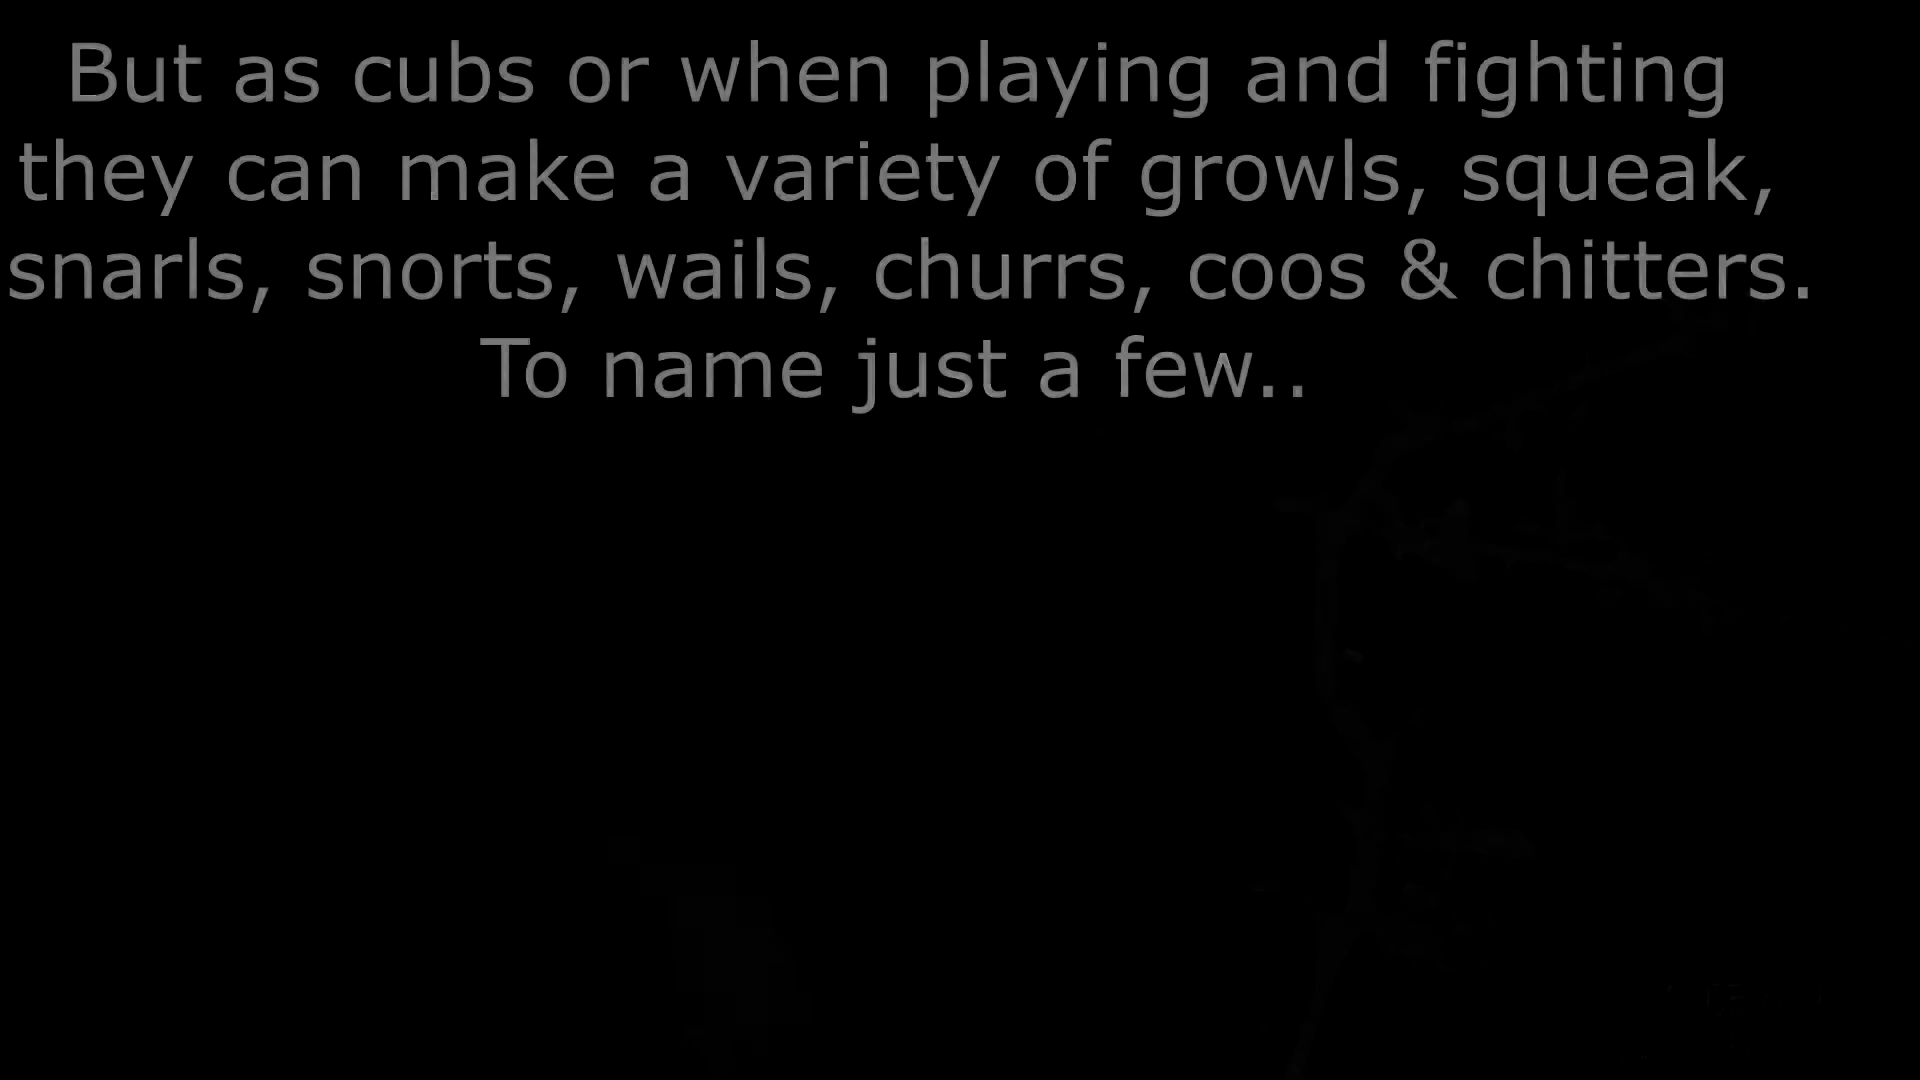 But as cubs or when playing and fighting
they can make a variety of growls, squeak,
snarls, snorts, wails, churrs, coos & chitters.
To name just a few..